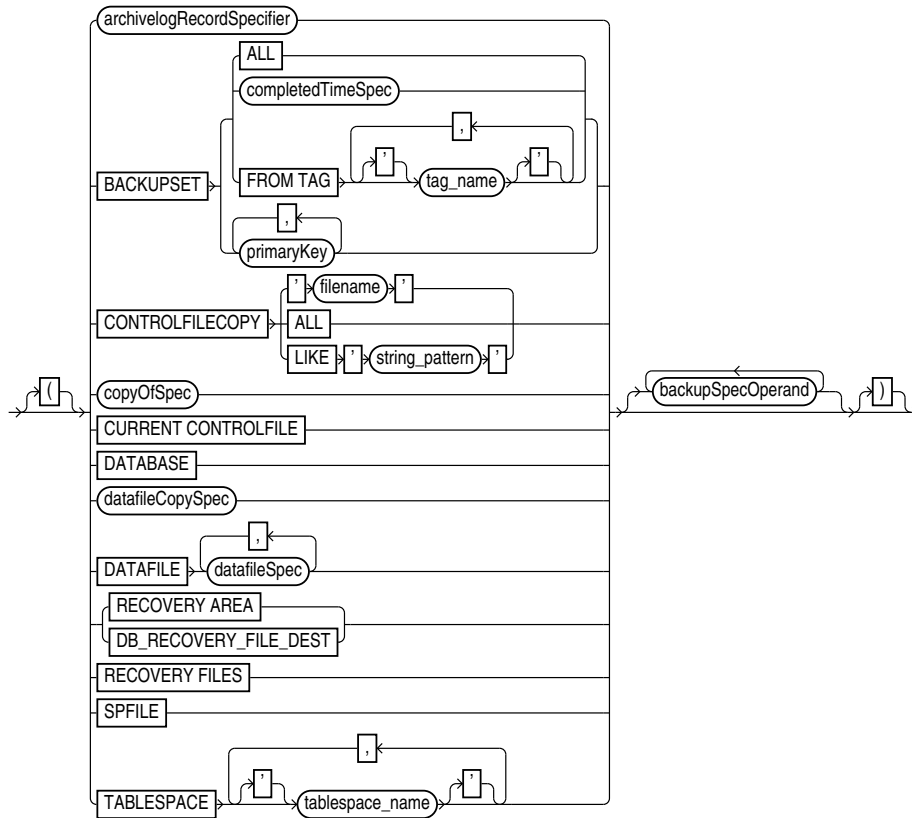 archivelogRecordSpecifier
ALL
completedTimeSpec
,
' '
BACKUPSET FROM TAG tag_name
,
primaryKey
' filename '
CONTROLFILECOPY ALL
LIKE ' string_pattern '
( copyOfSpec backupSpecOperand )
CURRENT CONTROLFILE
DATABASE
datafileCopySpec
,
DATAFILE datafileSpec
RECOVERY AREA
DB_RECOVERY_FILE_DEST
RECOVERY FILES
SPFILE
,
' '
TABLESPACE tablespace_name